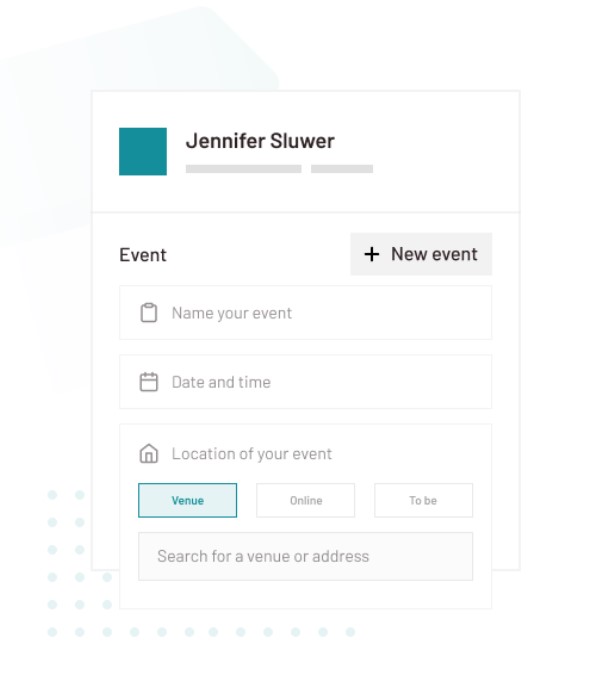 Jennifer Sluwer
Event
New event
Name your event
Date and time
Location of your event
Venue
Online
To be
Search for a venue or address